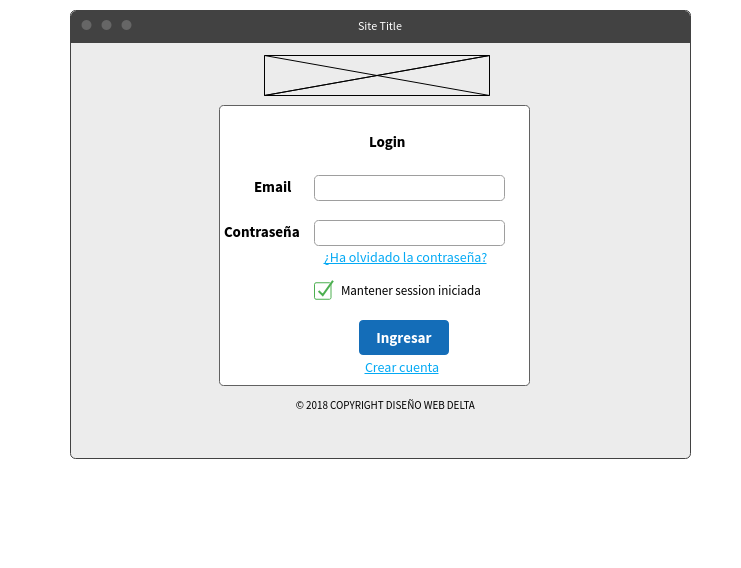 Site Title
Login
Email
Contraseña
¿Ha olvidado la contraseña?
Mantener session iniciada
Ingresar
Crear cuenta
© 2018 COPYRIGHT DISEÑO WEB DELTA